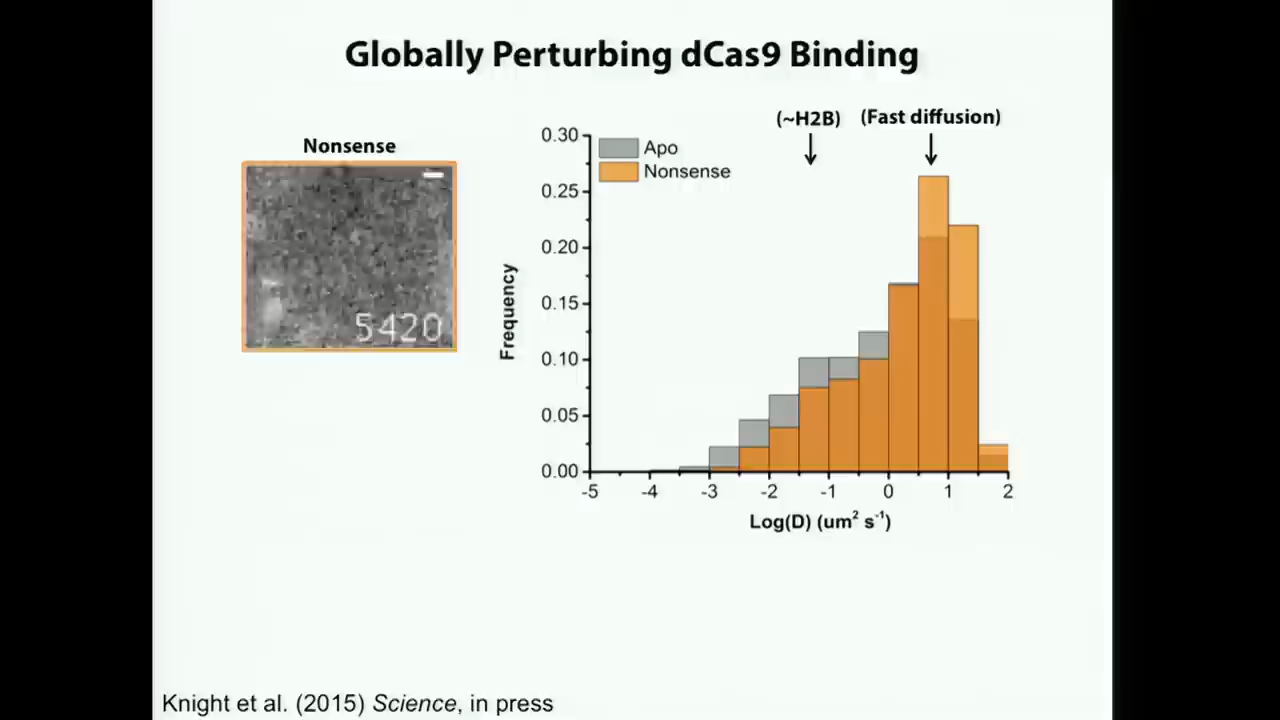 Globally Perturbing dCas9 Binding
Nonsense
5420
(~H2B) (Fast diffusion)
Apo
Nonsense
Frequency
0.30
0.25
0.20
0.15
0.10
0.05
0.00
-5 -4 -3 -2 -1 0 1 2
Log(D) (um² s⁻¹)
Knight et al. (2015) Science, in press